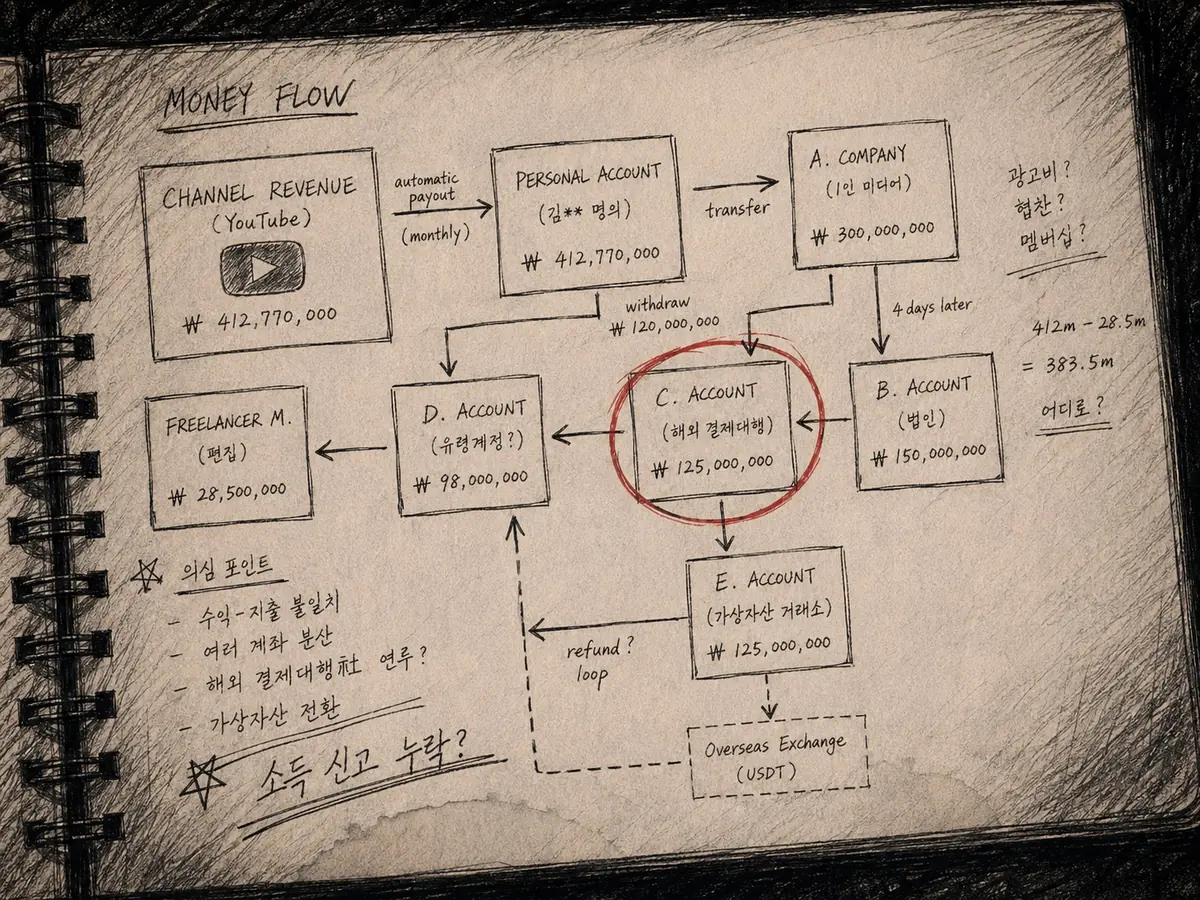 MONEY FLOW
CHANNEL REVENUE
(YouTube)
₩ 412,770,000
automatic
payout
(monthly)
PERSONAL ACCOUNT
(김** 명의)
₩ 412,770,000
transfer
A. COMPANY
(1인 미디어)
₩ 300,000,000
광고비?
협찬?
멤버십?
withdraw
₩ 120,000,000
4 days later
412m - 28.5m
= 383.5m
어디로?
FREELANCER M.
(편집)
₩ 28,500,000
D. ACCOUNT
(유령계정?)
₩ 98,000,000
C. ACCOUNT
(해외 결제대행)
₩ 125,000,000
B. ACCOUNT
(법인)
₩ 150,000,000
E. ACCOUNT
(가상자산 거래소)
₩ 125,000,000
refund?
loop
Overseas Exchange
(USDT)
의심 포인트
- 수익-지출 불일치
- 여러 계좌 분산
- 해외 결제대행社 연루?
- 가상자산 전환
소득 신고 누락?